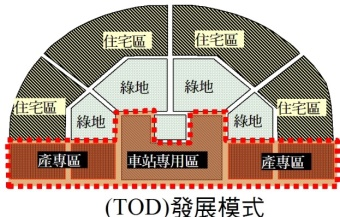 住宅區 住宅區
綠地 綠地
住宅區 綠地 綠地 住宅區
產專區 車站專用區 產專區
(TOD)發展模式